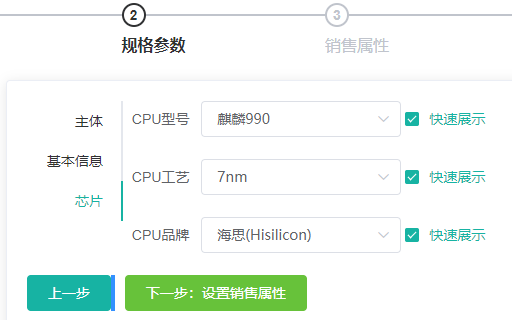 2 3
规格参数 销售属性
主体
基本信息
芯片
CPU型号 麒麟990 快速展示
CPU工艺 7nm 快速展示
CPU品牌 海思(Hisilicon) 快速展示
上一步 下一步：设置销售属性